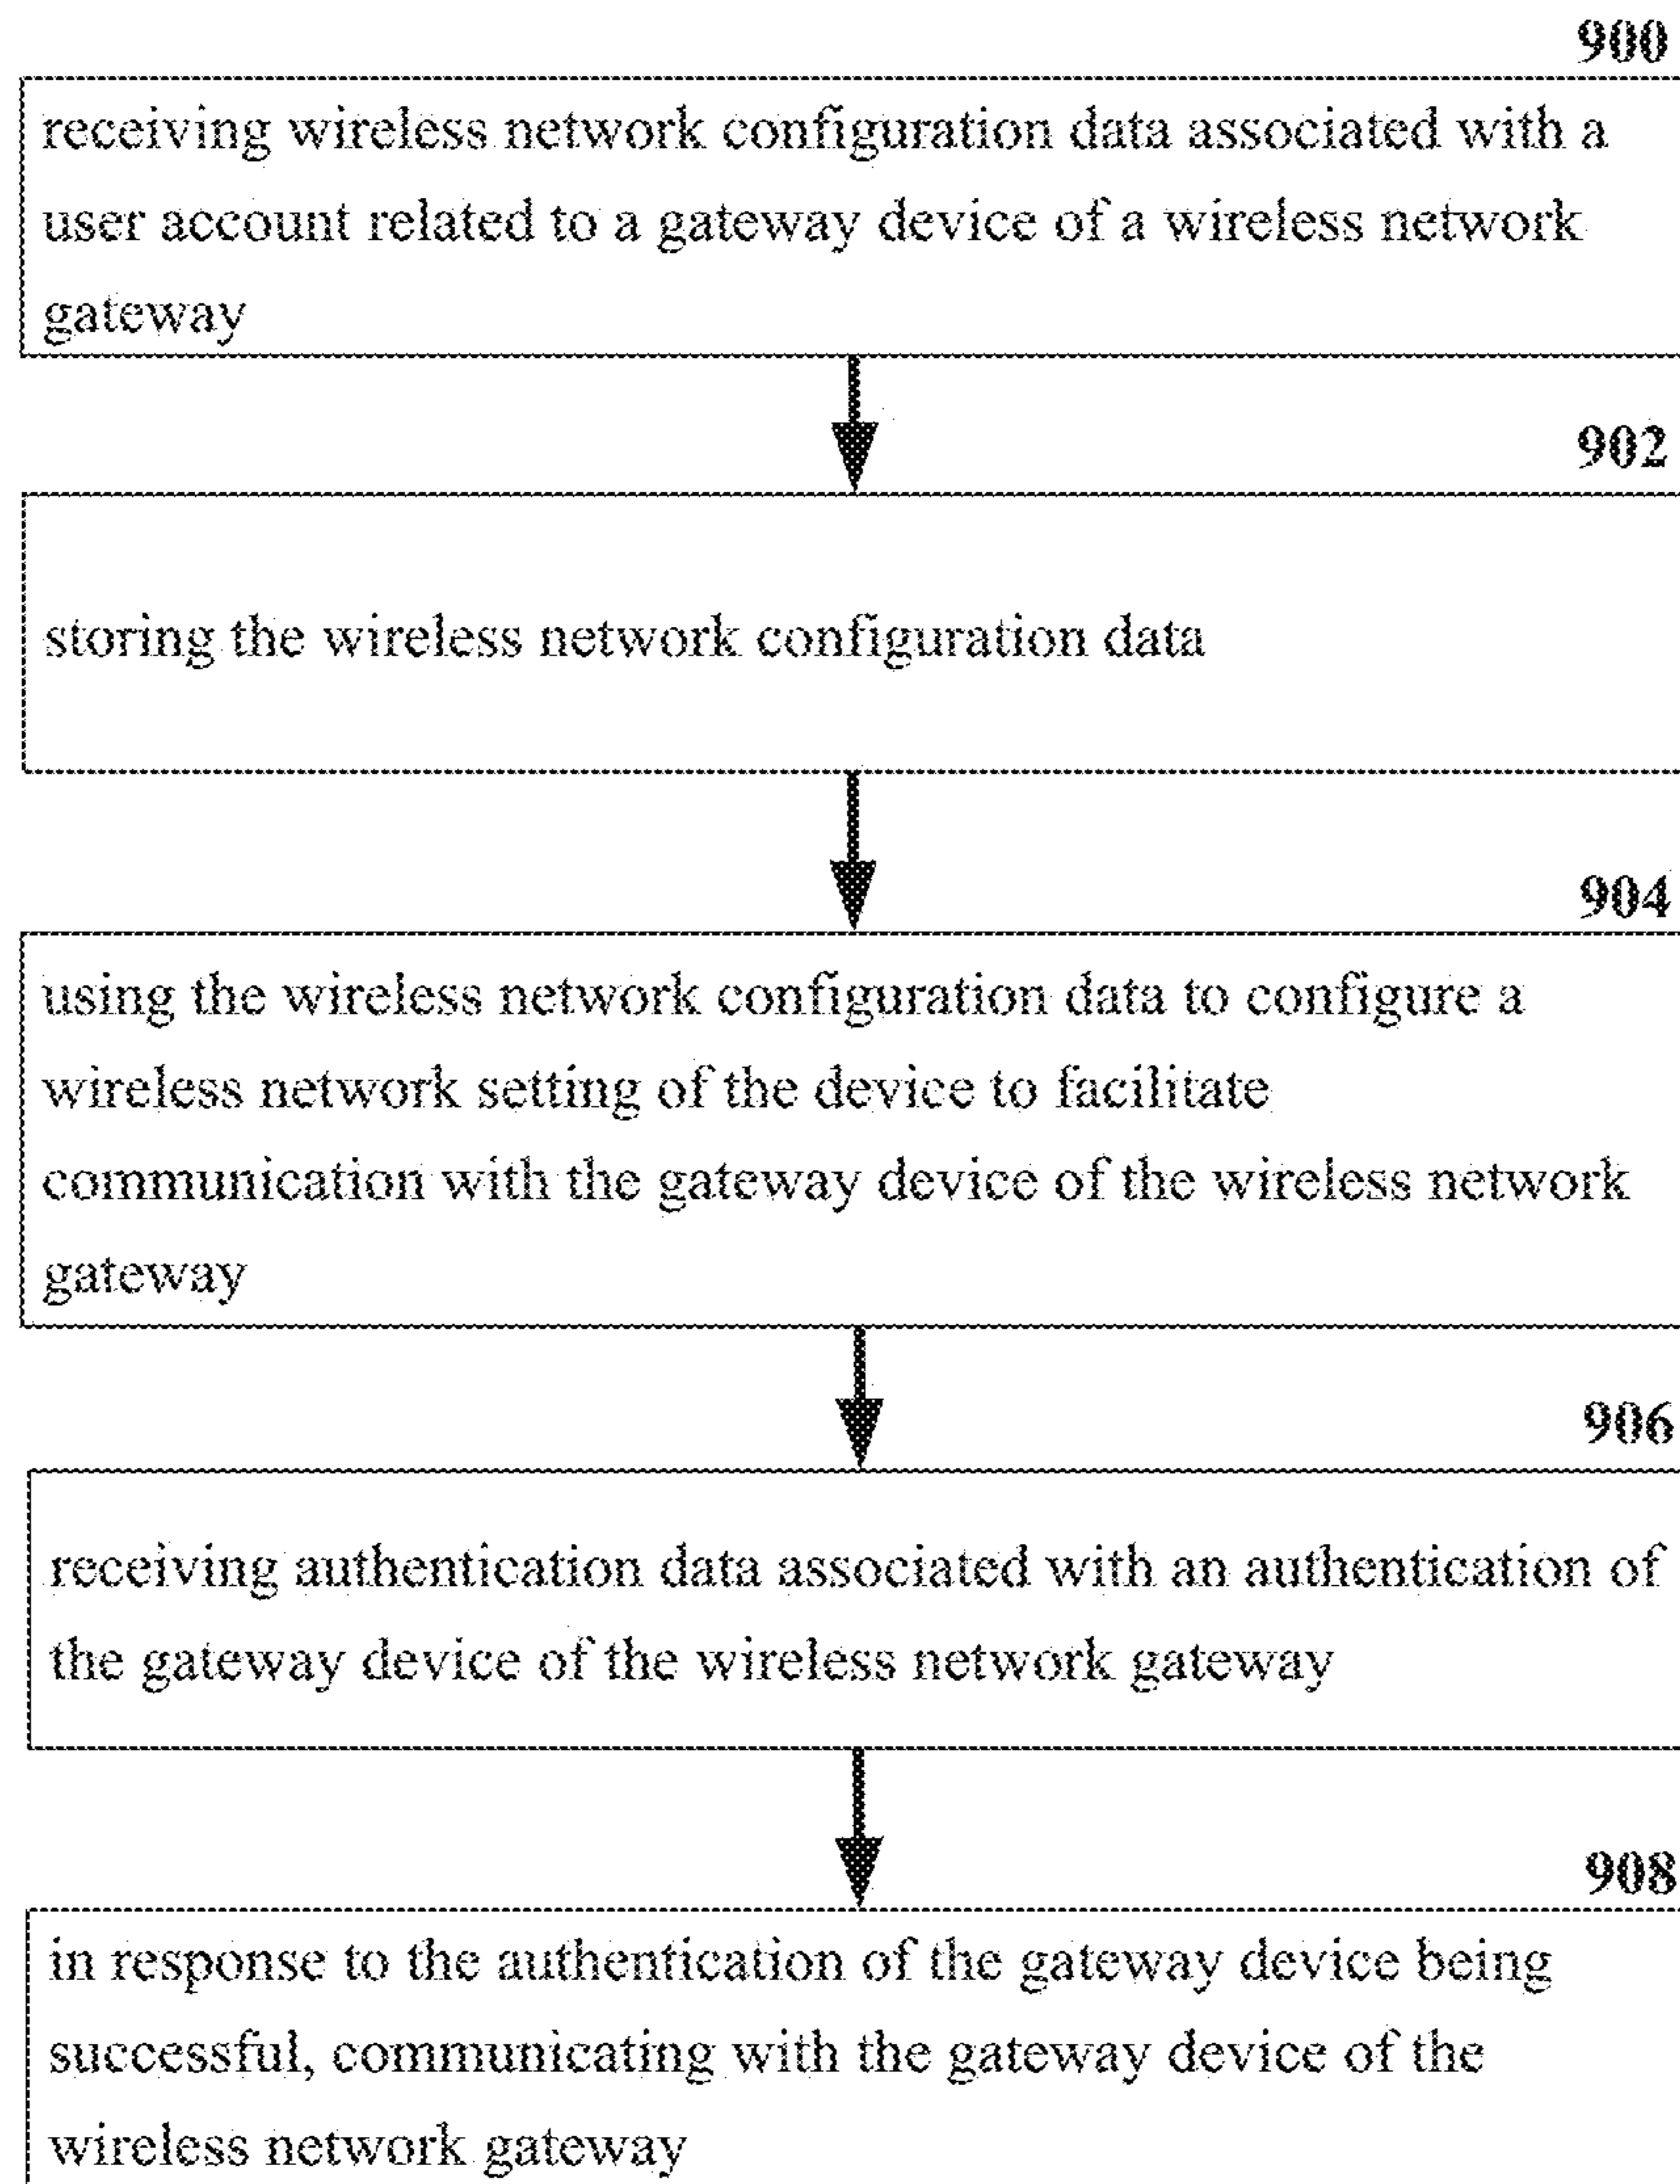 900
receiving wireless network configuration data associated with a
user account related to a gateway device of a wireless network
gateway
902
storing the wireless network configuration data
904
using the wireless network configuration data to configure a
wireless network setting of the device to facilitate
communication with the gateway device of the wireless network
gateway
906
receiving authentication data associated with an authentication of
the gateway device of the wireless network gateway
908
in response to the authentication of the gateway device being
successful, communicating with the gateway device of the
wireless network gateway